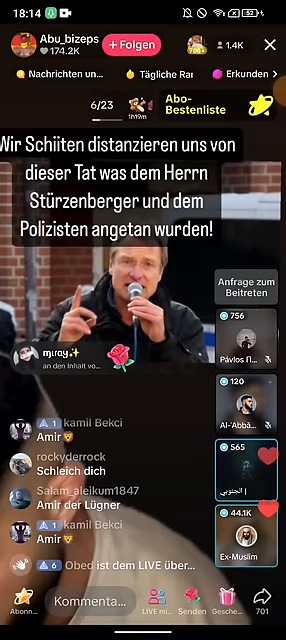 18:14
Abu_bizeps
174.2K
+ Folgen
700+
1.4K
Nachrichten un...
Tägliche Ran
Erkunden >
6/23
1h19m
Abo-
Bestenliste
Wir Schiiten distanzieren uns von
dieser Tat was dem Herrn
Stürzenberger und dem
Polizisten angetan wurden!
Anfrage zum
Beitreten
756
Pávlos Π...
120
Al-'Abbā...
565
الجنوبي |
44.1K
Ex-Muslim
ɱıɾαყ✨
an den Inhalt vo...
1 kamil Bekci
Amir🦁
rockyderrock
Schleich dich
Salam_aleikum1847
Amir der Lügner
1 kamil Bekci
Amir🦁
6 Obed ist dem LIVE über...
Abonn...
Kommenta...
LIVE mi...
Senden
Gesche...
701